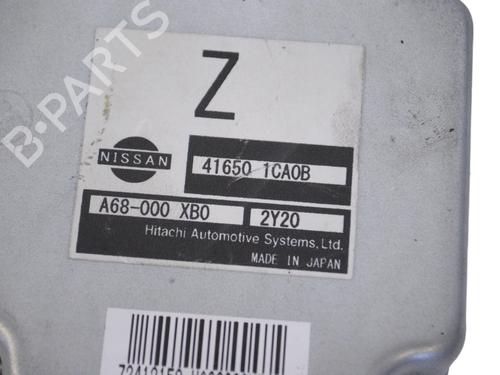 B-PARTS
Z
NISSAN
41650 1CA0B
A68-000 XB0 2Y20
Hitachi Automotive Systems, Ltd.
MADE IN JAPAN